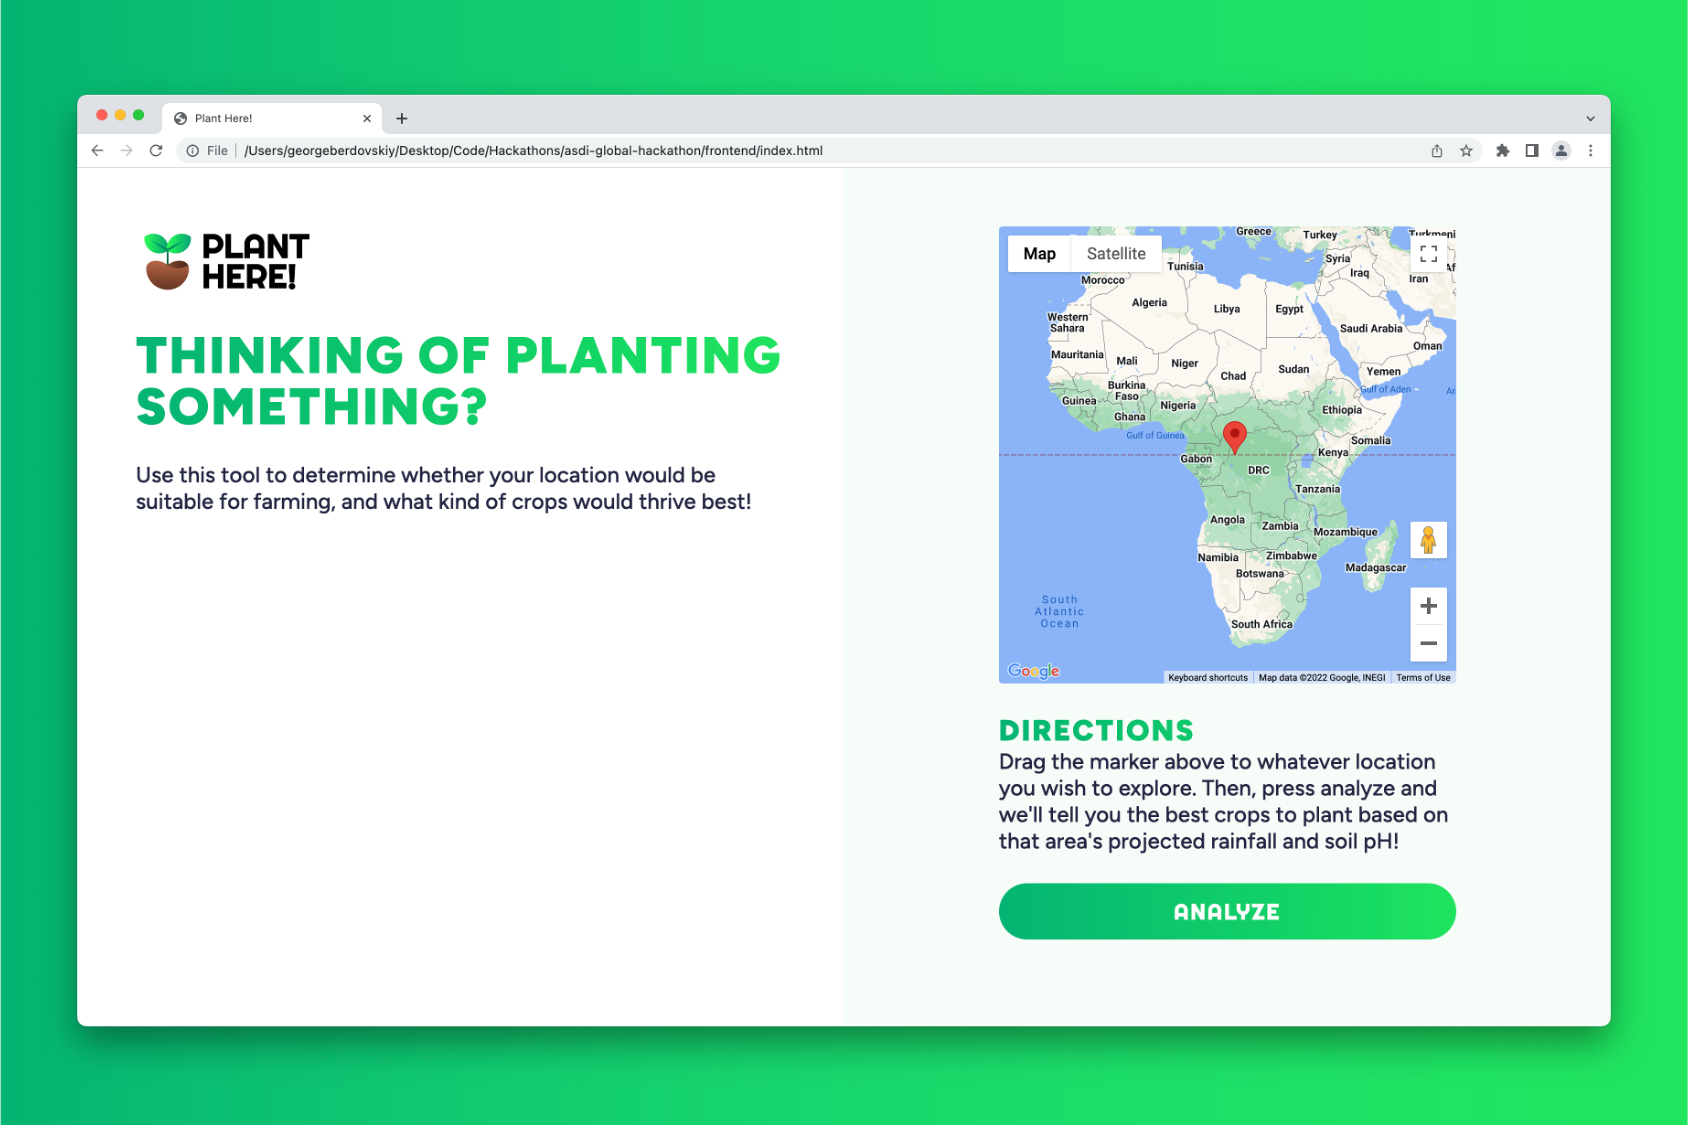 Plant Here!
File
/Users/georgeberdovskiy/Desktop/Code/Hackathons/asdi-global-hackathon/frontend/index.html
PLANT
HERE!
THINKING OF PLANTING
SOMETHING?
Use this tool to determine whether your location would be
suitable for farming, and what kind of crops would thrive best!
Map
Satellite
Greece
Turkey
Turkmeni
Tunisia
Syria
Iraq
Iran
Af
Morocco
Algeria
Libya
Egypt
Western
Sahara
Saudi Arabia
Oman
Mauritania
Mali
Niger
Chad
Sudan
Yemen
Gulf of Aden
Ar
Burkina
Faso
Guinea
Nigeria
Ghana
Ethiopia
Gulf of Guinea
Somalia
Gabon
Kenya
DRC
Tanzania
Angola
Zambia
Mozambique
Namibia
Zimbabwe
Botswana
Madagascar
South
Atlantic
Ocean
South Africa
Google
Keyboard shortcuts
Map data ©2022 Google, INEGI
Terms of Use
DIRECTIONS
Drag the marker above to whatever location
you wish to explore. Then, press analyze and
we'll tell you the best crops to plant based on
that area's projected rainfall and soil pH!
ANALYZE